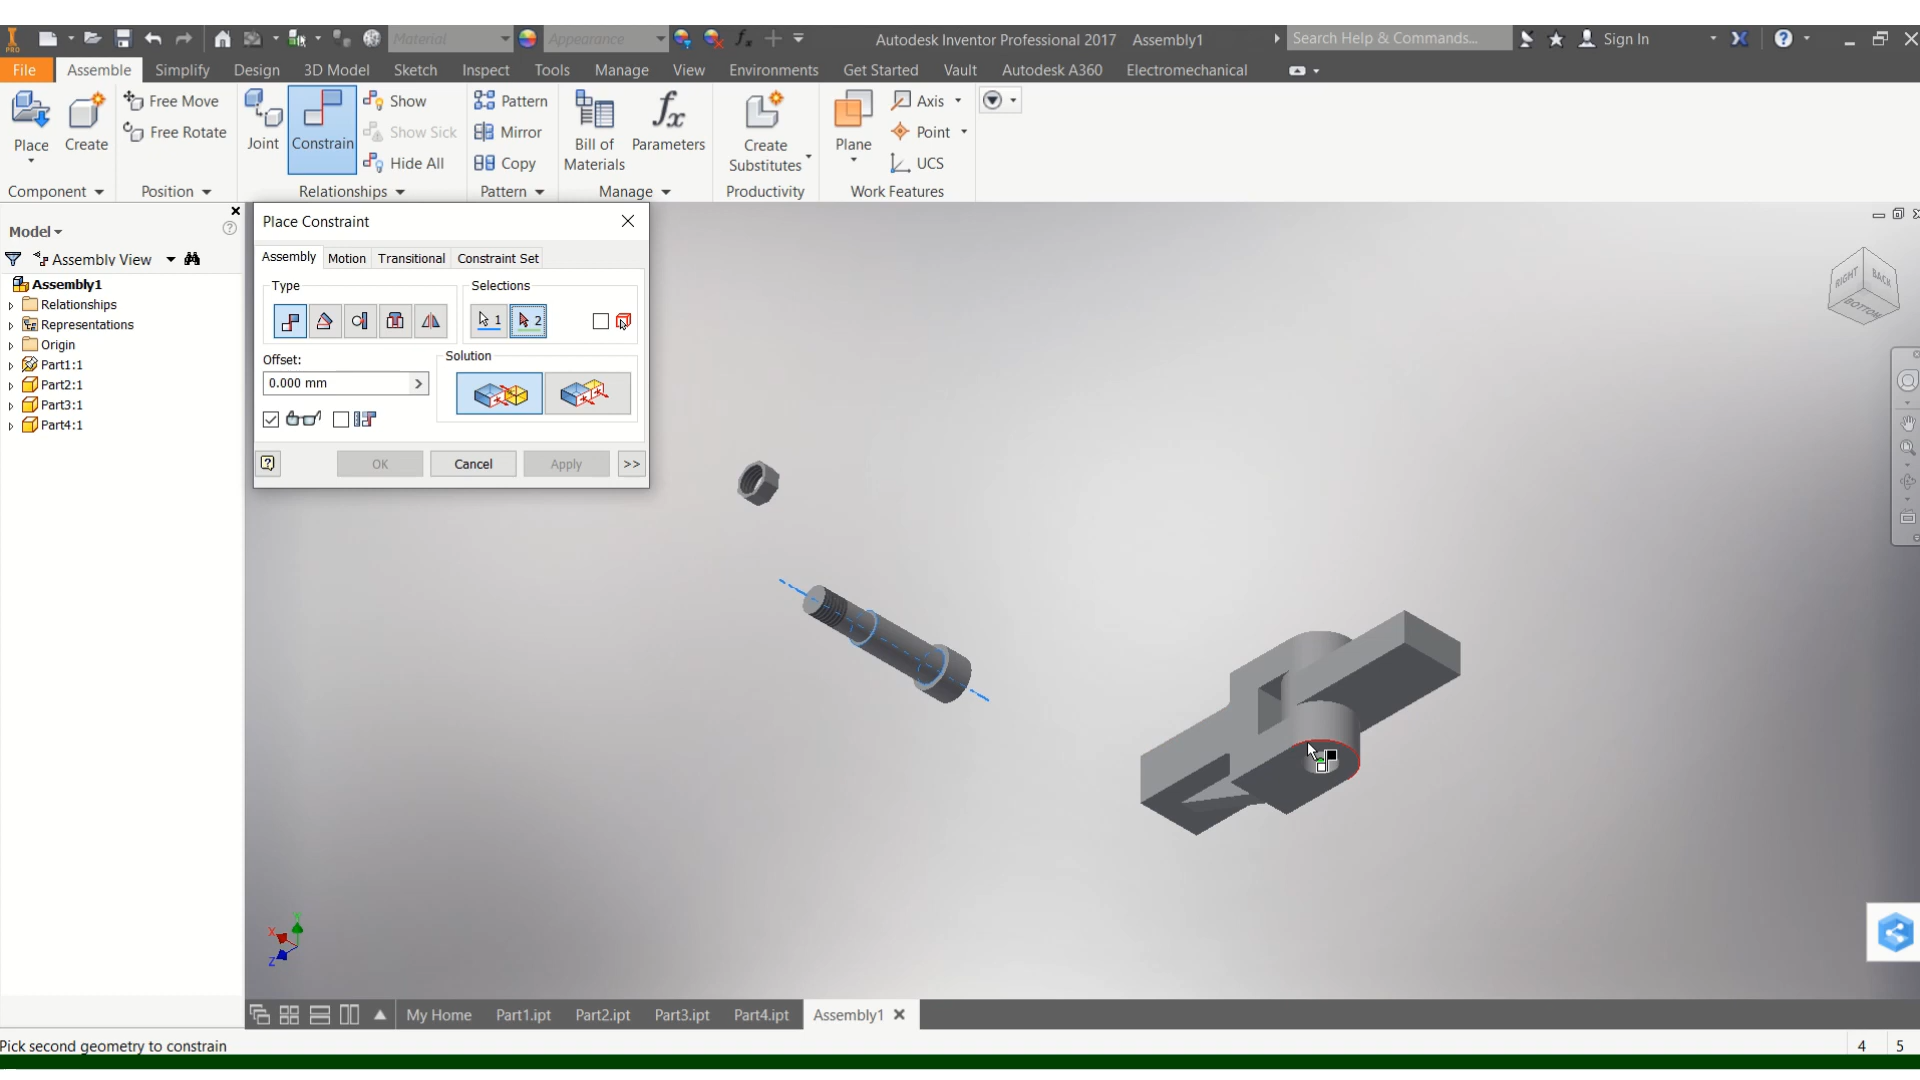 PRO
Material
Appearance
Autodesk Inventor Professional 2017 Assembly1
Search Help & Commands...
Sign In
File
Assemble
Simplify
Design
3D Model
Sketch
Inspect
Tools
Manage
View
Environments
Get Started
Vault
Autodesk A360
Electromechanical
Place
Create
Free Move
Free Rotate
Joint
Constrain
Show
Show Sick
Hide All
Pattern
Mirror
Copy
Bill of
Materials
Parameters
Create
Substitutes
Plane
Axis
Point
UCS
Component
Position
Relationships
Pattern
Manage
Productivity
Work Features
Model
Assembly View
Assembly1
Relationships
Representations
Origin
Part1:1
Part2:1
Part3:1
Part4:1
Place Constraint
Assembly
Motion
Transitional
Constraint Set
Type
Selections
1
2
Offset:
0.000 mm
Solution
OK
Cancel
Apply
>>
RIGHT
BACK
BOTTOM
X
Y
Z
My Home
Part1.ipt
Part2.ipt
Part3.ipt
Part4.ipt
Assembly1
Pick second geometry to constrain
4
5